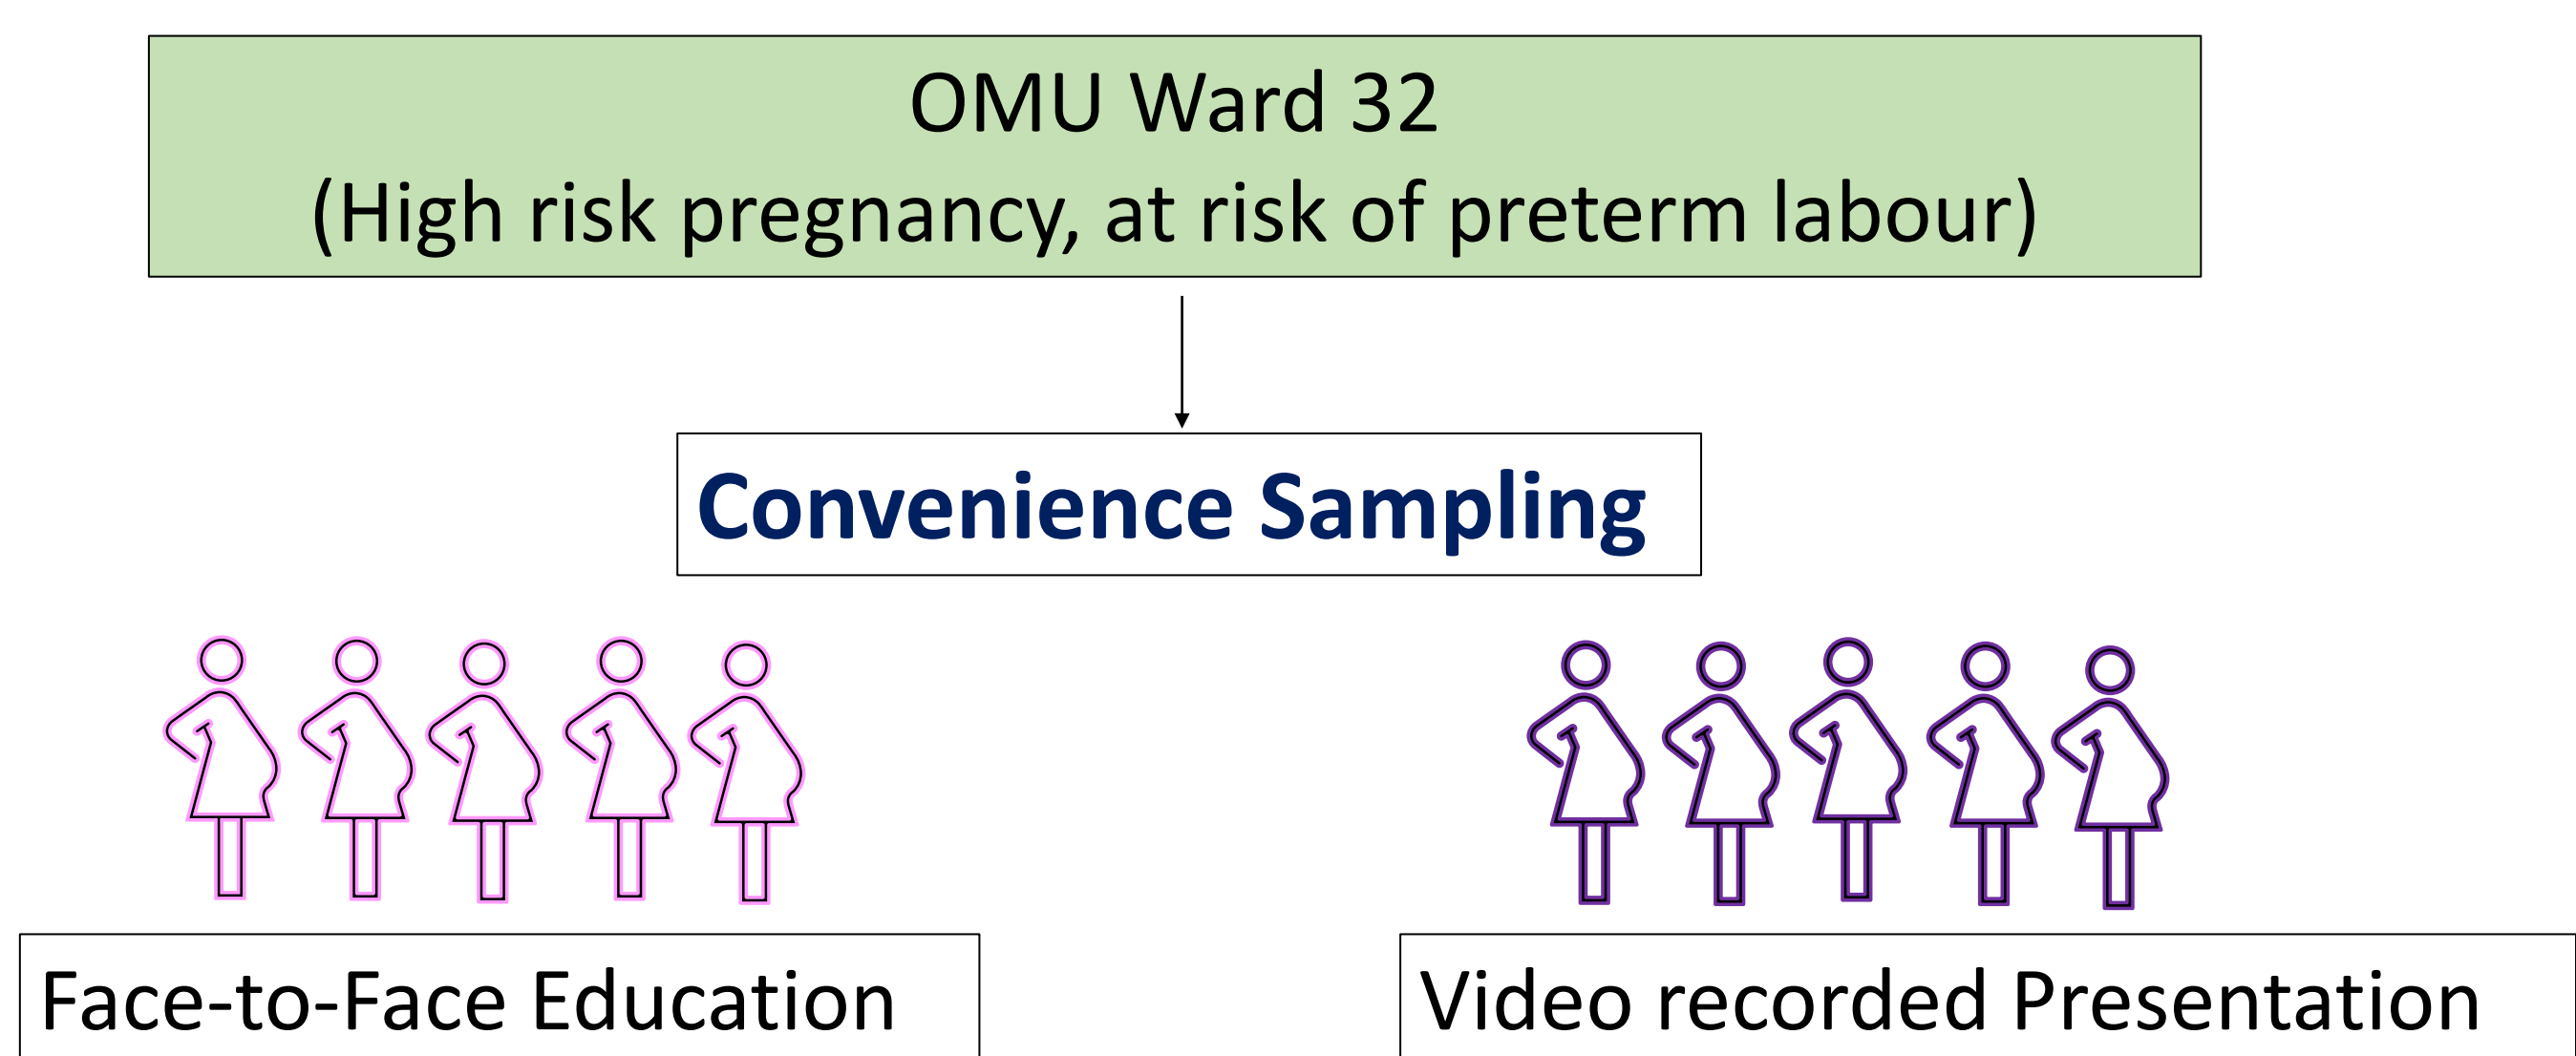 OMU Ward 32
(High risk pregnancy, at risk of preterm labour)
Convenience Sampling
Face-to-Face Education
Video recorded Presentation